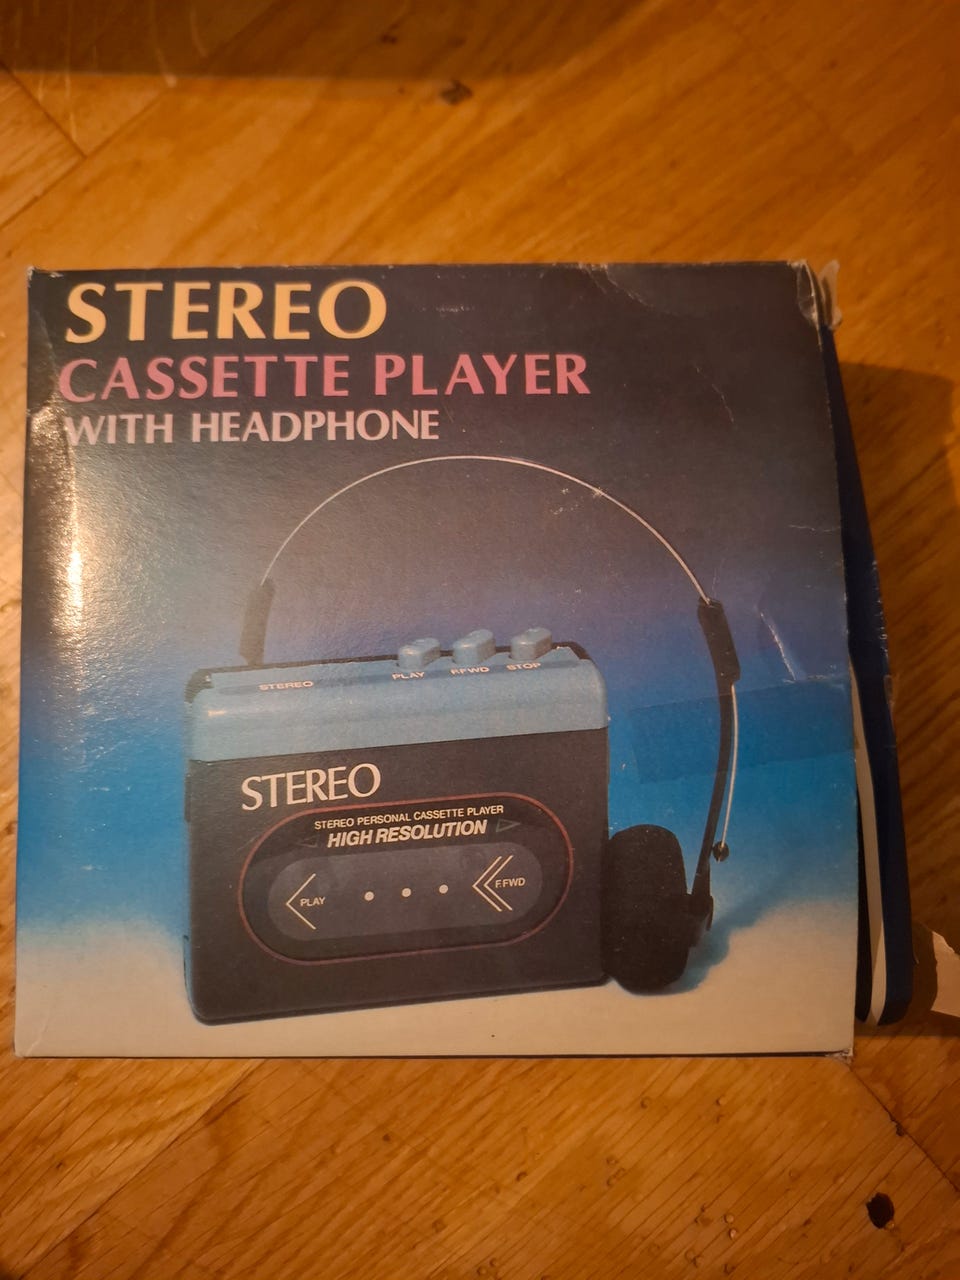 STEREO
CASSETTE PLAYER
WITH HEADPHONE
STEREO PLAY F.FWD STOP
STEREO
STEREO PERSONAL CASSETTE PLAYER
HIGH RESOLUTION
PLAY F.FWD